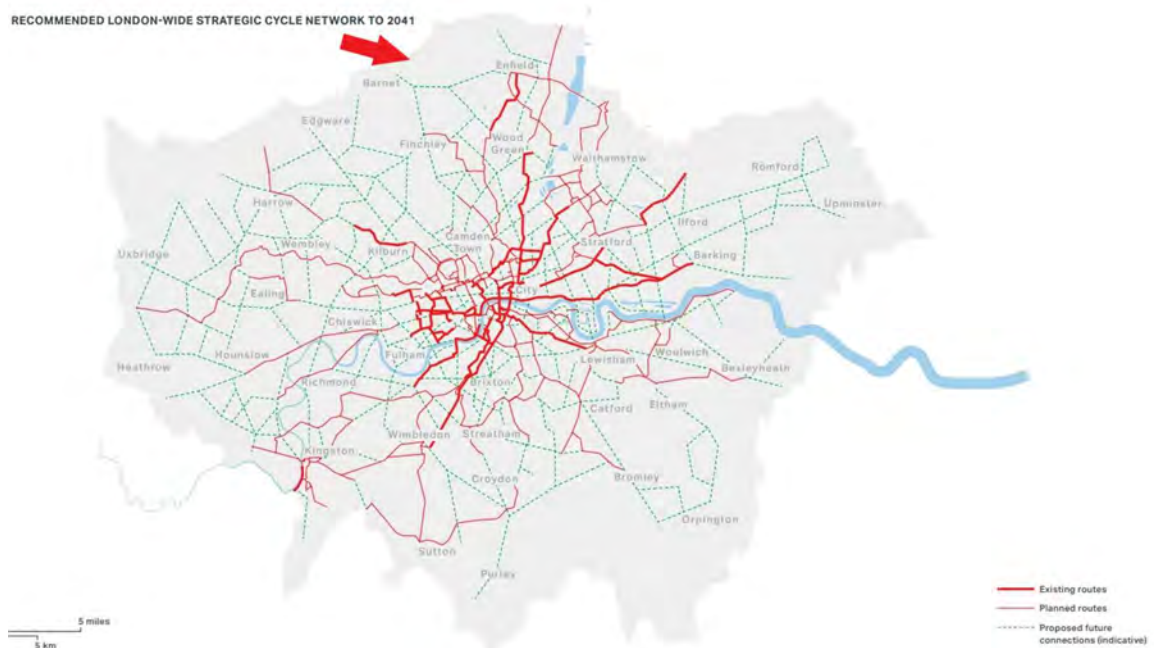 RECOMMENDED LONDON-WIDE STRATEGIC CYCLE NETWORK TO 2041
Enfield
Barnet
Edgware
Finchley
Wood
Green
Walthamstow
Romford
Harrow
Ilford
Upminster
Camden
Town
Stratford
Wembley
Kilburn
Uxbridge
Barking
Ealing
City
Chiswick
Hounslow
Fulham
Lewisham
Woolwich
Heathrow
Bexleyheath
Richmond
Brixton
Catford
Eltham
Wimbledon
Streatham
Kingston
Croydon
Bromley
Orpington
Sutton
Purley
Existing routes
Planned routes
Proposed future
connections (indicative)
5 miles
5 km